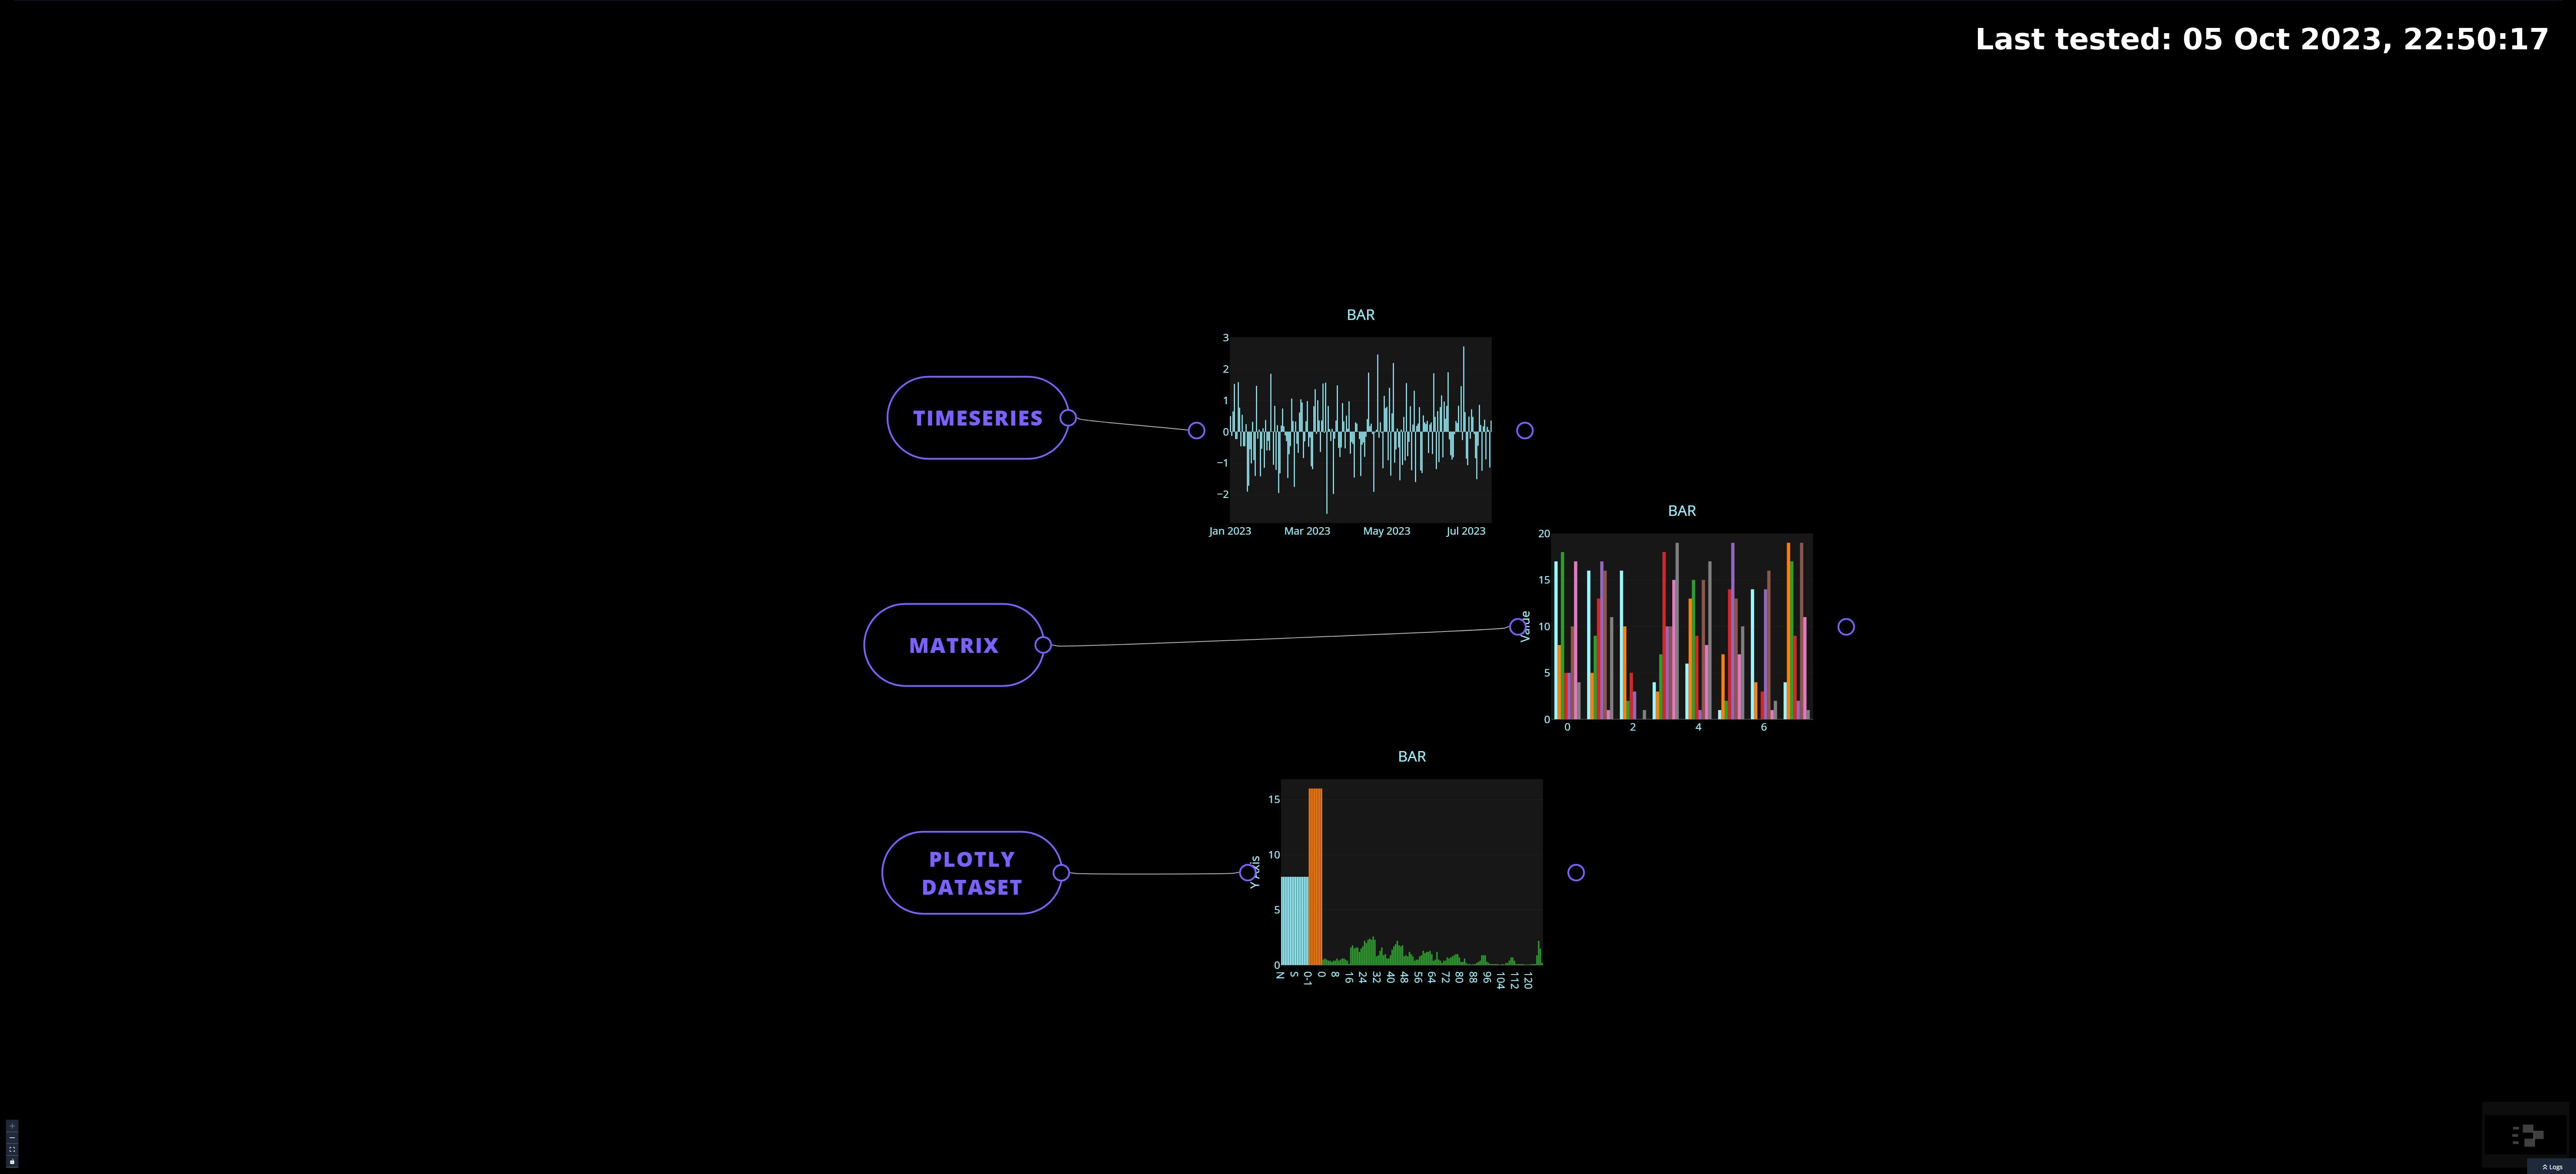 Last tested: 05 Oct 2023, 22:50:17
BAR
3
2
1
0
−1
−2
Jan 2023
Mar 2023
May 2023
Jul 2023
TIMESERIES
BAR
20
15
10
5
0
Value
0
2
4
6
MATRIX
BAR
15
10
5
0
Y Axis
N
S
0-1
0
8
16
24
32
40
48
56
64
72
80
88
96
104
112
120
PLOTLY
DATASET
Logs